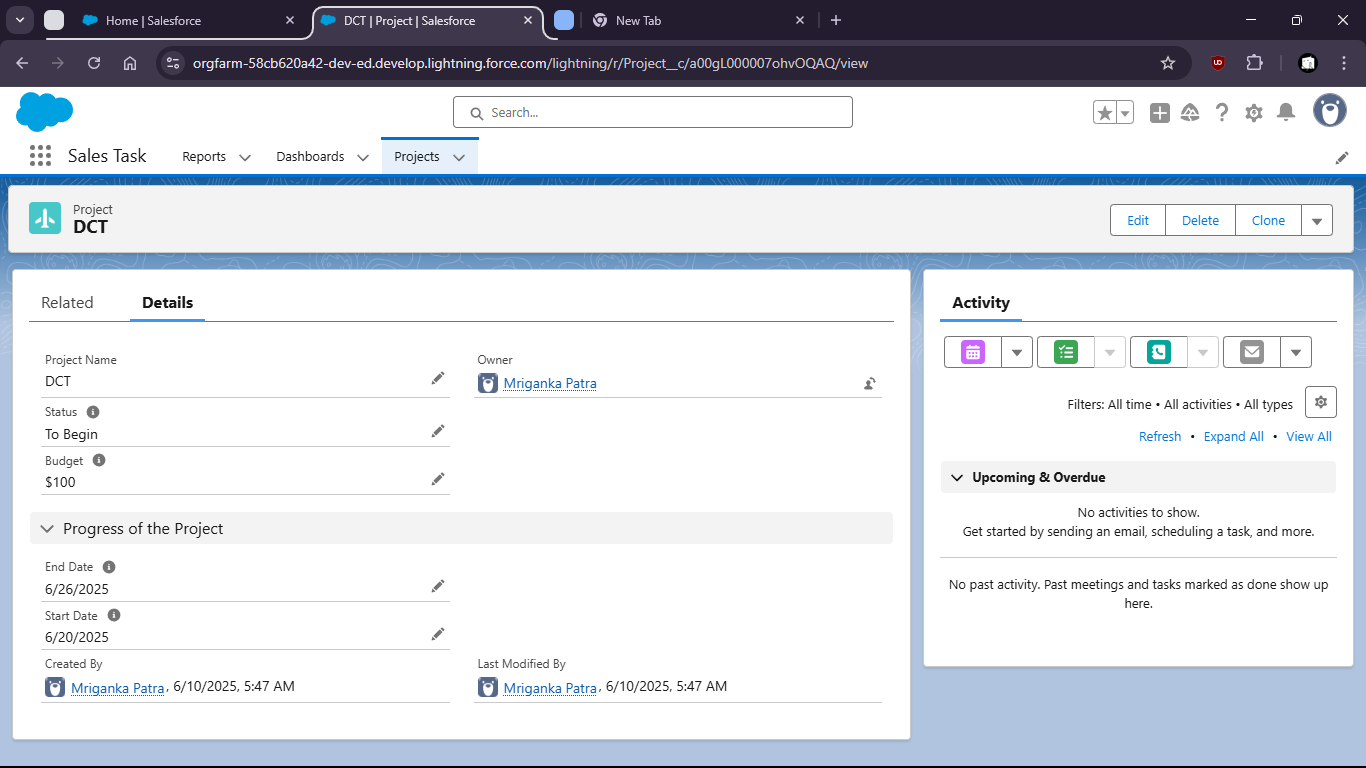 Home | Salesforce
DCT | Project | Salesforce
New Tab
orgfarm-58cb620a42-dev-ed.develop.lightning.force.com/lightning/r/Project__c/a00gL000007ohvOQAQ/view
Search...
Sales Task
Reports
Dashboards
Projects
Project
DCT
Edit
Delete
Clone
Related
Details
Project Name
DCT
Owner
Mriganka Patra
Status
To Begin
Budget
$100
Progress of the Project
End Date
6/26/2025
Start Date
6/20/2025
Created By
Mriganka Patra, 6/10/2025, 5:47 AM
Last Modified By
Mriganka Patra, 6/10/2025, 5:47 AM
Activity
Filters: All time • All activities • All types
Refresh • Expand All • View All
Upcoming & Overdue
No activities to show.
Get started by sending an email, scheduling a task, and more.
No past activity. Past meetings and tasks marked as done show up
here.